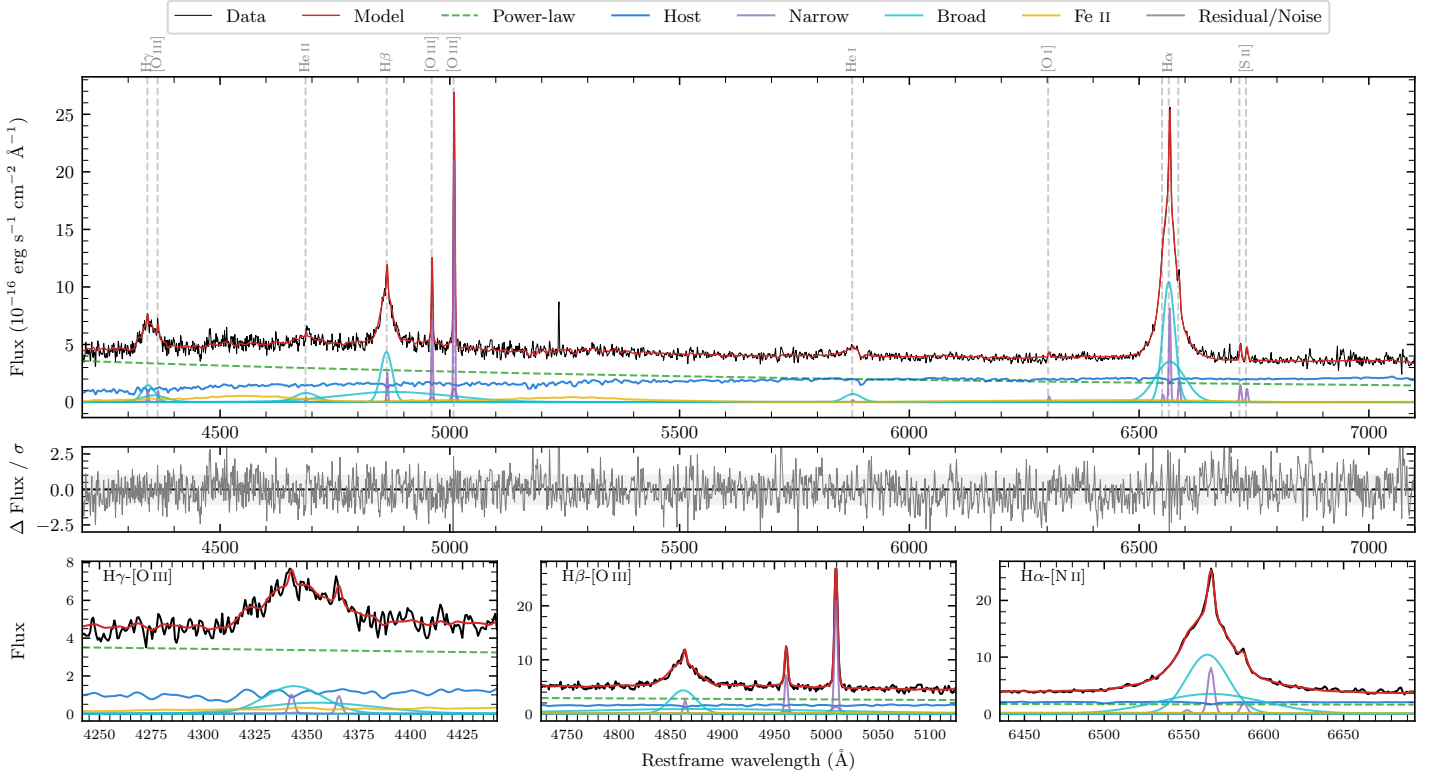 Data Model Power-law Host Narrow Broad Fe II Residual/Noise
Hγ [O III] He II Hβ [O III] [O III] He I [O I] Hα [S II]
Flux (10⁻¹⁶ erg s⁻¹ cm⁻² Å⁻¹)
25
20
15
10
5
0
4500 5000 5500 6000 6500 7000
Δ Flux / σ
2.5
0.0
−2.5
4500 5000 5500 6000 6500 7000
Flux
Hγ-[O III]
8
6
4
2
0
4250 4275 4300 4325 4350 4375 4400 4425
Hβ-[O III]
20
10
0
4750 4800 4850 4900 4950 5000 5050 5100
Hα-[N II]
20
10
0
6450 6500 6550 6600 6650
Restframe wavelength (Å)